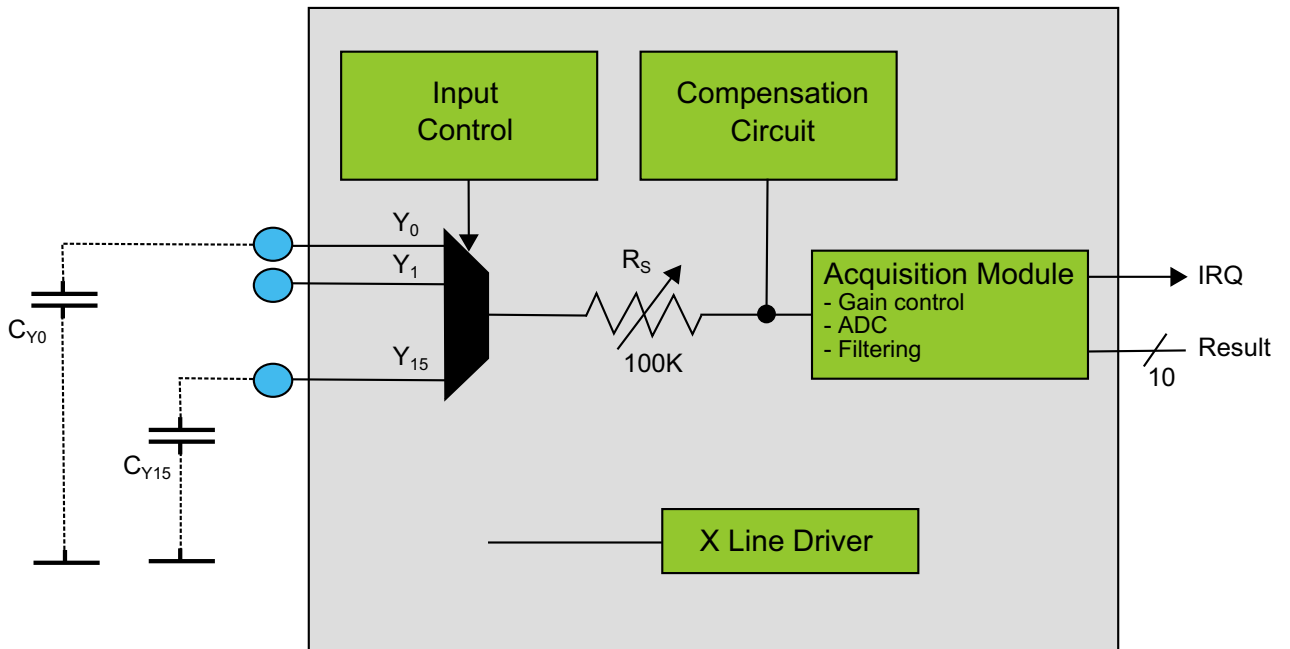 Input
Control
Compensation
Circuit
Y0
Y1
RS
Acquisition Module
- Gain control
- ADC
- Filtering
IRQ
CY0
Y15
100K
Result
10
CY15
X Line Driver